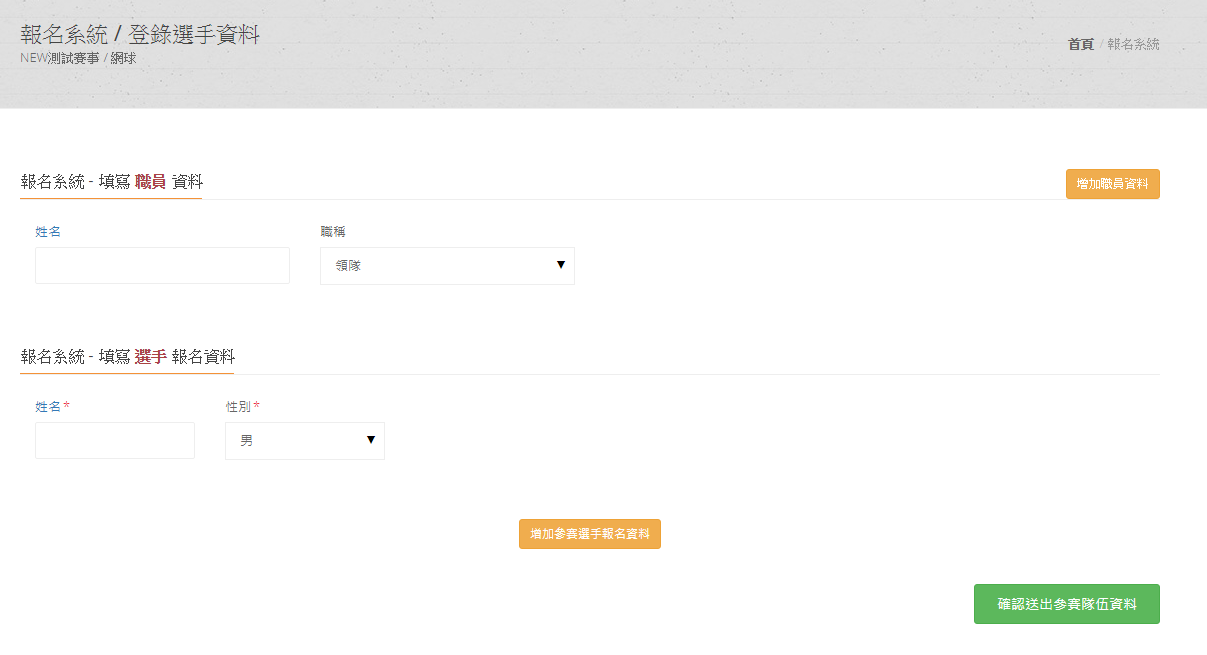 報名系統 / 登錄選手資料
NEW測試賽事 / 網球
首頁 / 報名系統
報名系統 - 填寫 職員 資料
增加職員資料
姓名
職稱
領隊
報名系統 - 填寫 選手 報名資料
姓名 *
性別 *
男
增加參賽選手報名資料
確認送出參賽隊伍資料